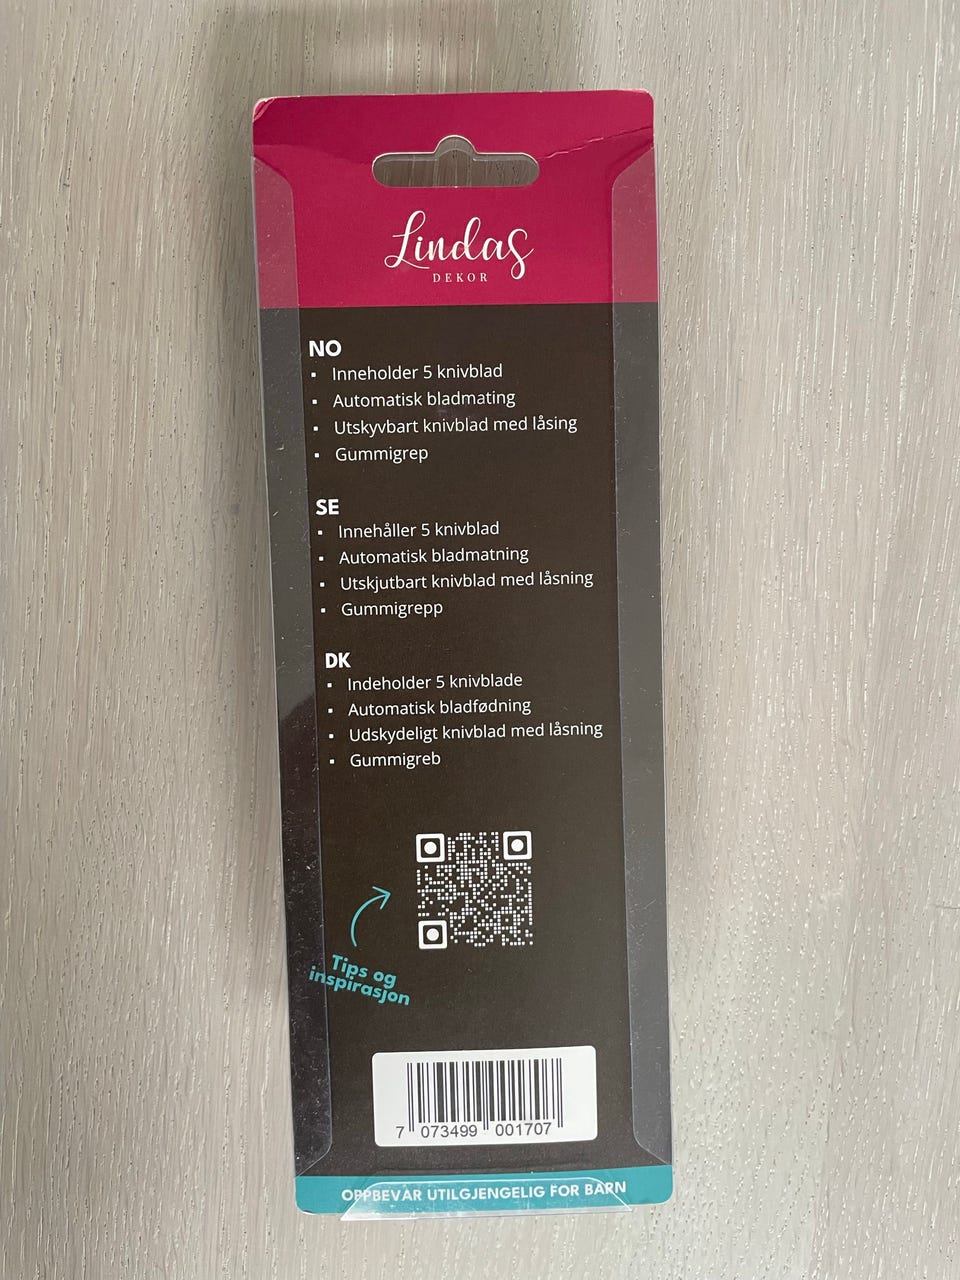 Lindas
DEKOR
NO
▪ Inneholder 5 knivblad
▪ Automatisk bladmating
▪ Utskyvbart knivblad med låsing
▪ Gummigrep
SE
▪ Innehåller 5 knivblad
▪ Automatisk bladmatning
▪ Utskjutbart knivblad med låsning
▪ Gummigrepp
DK
▪ Indeholder 5 knivblade
▪ Automatisk bladfødning
▪ Udskydeligt knivblad med låsning
▪ Gummigreb
Tips og
inspirasjon
7 073499 001707
OPPBEVAR UTILGJENGELIG FOR BARN